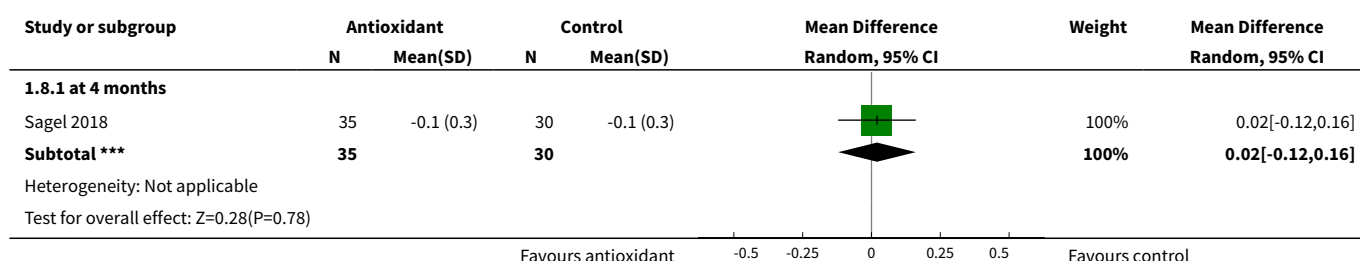 Study or subgroup Antioxidant Control Mean Difference Weight Mean Difference
N Mean(SD) N Mean(SD) Random, 95% CI Random, 95% CI
1.8.1 at 4 months
Sagel 2018 35 -0.1 (0.3) 30 -0.1 (0.3) 100% 0.02[-0.12,0.16]
Subtotal *** 35 30 100% 0.02[-0.12,0.16]
Heterogeneity: Not applicable
Test for overall effect: Z=0.28(P=0.78)
Favours antioxidant -0.5 -0.25 0 0.25 0.5 Favours control